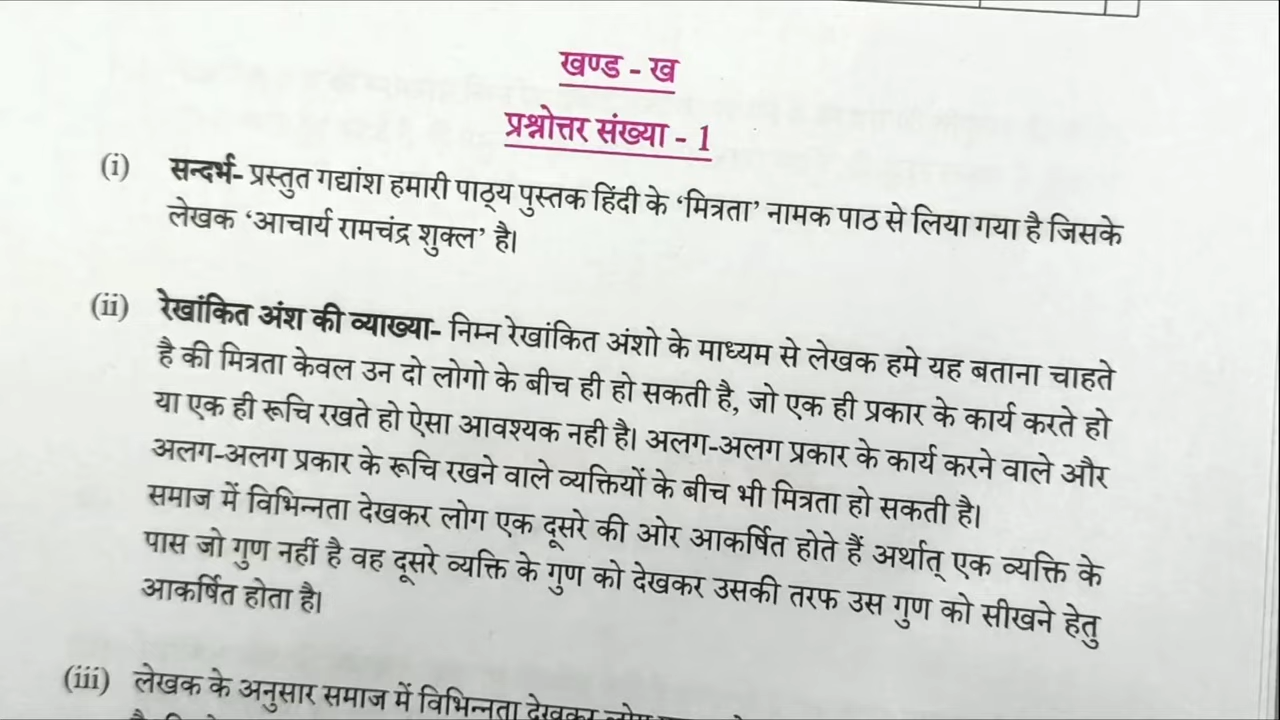 खण्ड - ख
प्रश्नोत्तर संख्या - 1
(i) सन्दर्भ- प्रस्तुत गद्यांश हमारी पाठ्य पुस्तक हिंदी के ‘मित्रता’ नामक पाठ से लिया गया है जिसके
लेखक ‘आचार्य रामचंद्र शुक्ल’ है।
(ii) रेखांकित अंश की व्याख्या- निम्न रेखांकित अंशो के माध्यम से लेखक हमे यह बताना चाहते
है की मित्रता केवल उन दो लोगो के बीच ही हो सकती है, जो एक ही प्रकार के कार्य करते हो
या एक ही रूचि रखते हो ऐसा आवश्यक नही है। अलग-अलग प्रकार के कार्य करने वाले और
अलग-अलग प्रकार के रूचि रखने वाले व्यक्तियों के बीच भी मित्रता हो सकती है।
समाज में विभिन्नता देखकर लोग एक दूसरे की ओर आकर्षित होते हैं अर्थात् एक व्यक्ति के
पास जो गुण नहीं है वह दूसरे व्यक्ति के गुण को देखकर उसकी तरफ उस गुण को सीखने हेतु
आकर्षित होता है।
(iii) लेखक के अनुसार समाज में विभिन्नता देखकर लोग